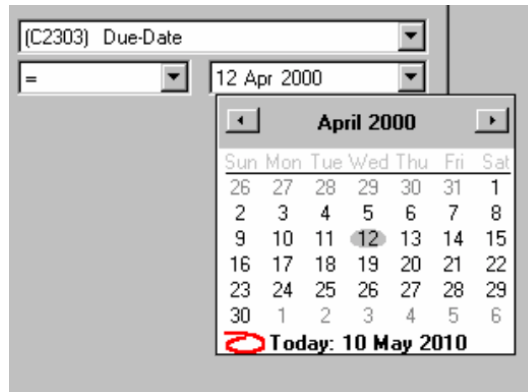 (C2303) Due-Date
= 12 Apr 2000
April 2000
Sun Mon Tue Wed Thu Fri Sat
26 27 28 29 30 31 1
2 3 4 5 6 7 8
9 10 11 12 13 14 15
16 17 18 19 20 21 22
23 24 25 26 27 28 29
30 1 2 3 4 5 6
Today: 10 May 2010